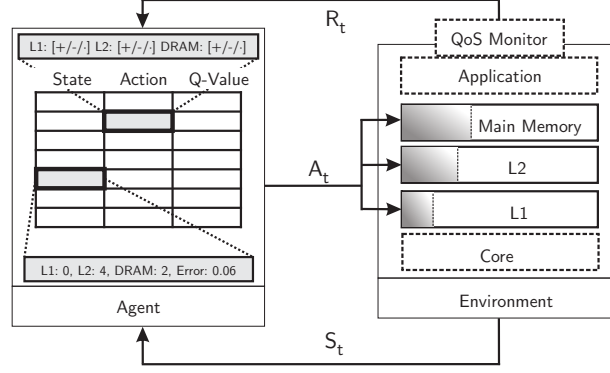 R_t
L1: [+/-/·] L2: [+/-/·] DRAM: [+/-/·]
State Action Q-Value
L1: 0, L2: 4, DRAM: 2, Error: 0.06
Agent
A_t
QoS Monitor
Application
Main Memory
L2
L1
Core
Environment
S_t